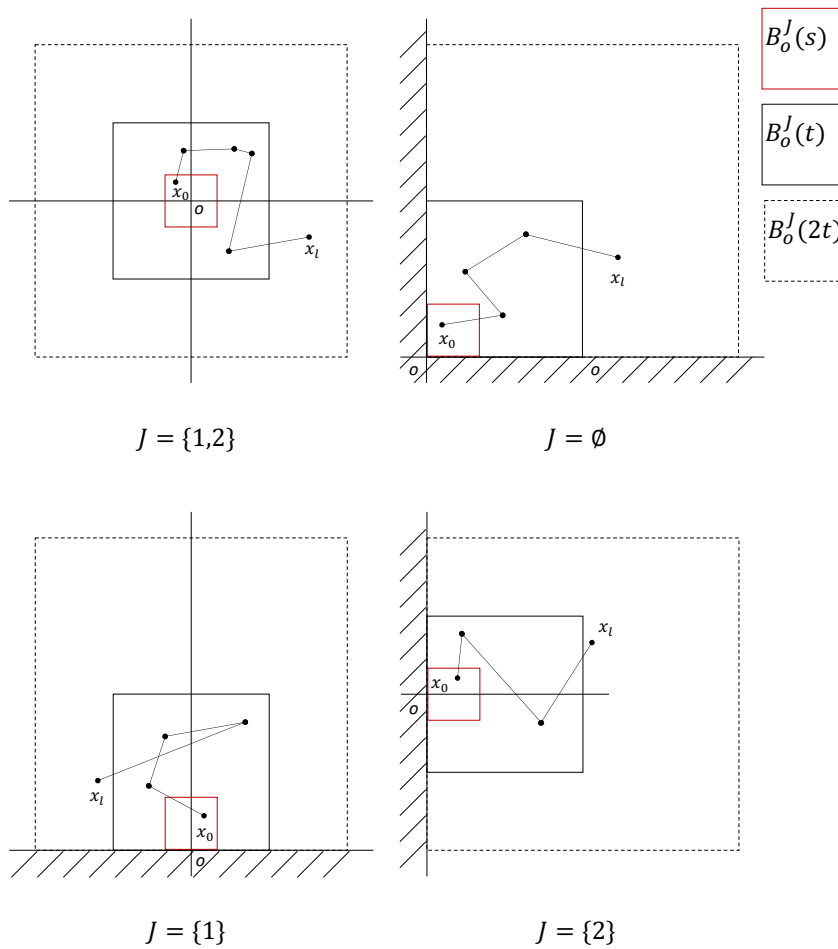 B_o^J(s)
B_o^J(t)
B_o^J(2t)
x_0
o
x_l
J = {1,2}
x_l
x_0
o
o
J = ∅
x_l
x_0
o
J = {1}
x_l
x_0
o
J = {2}